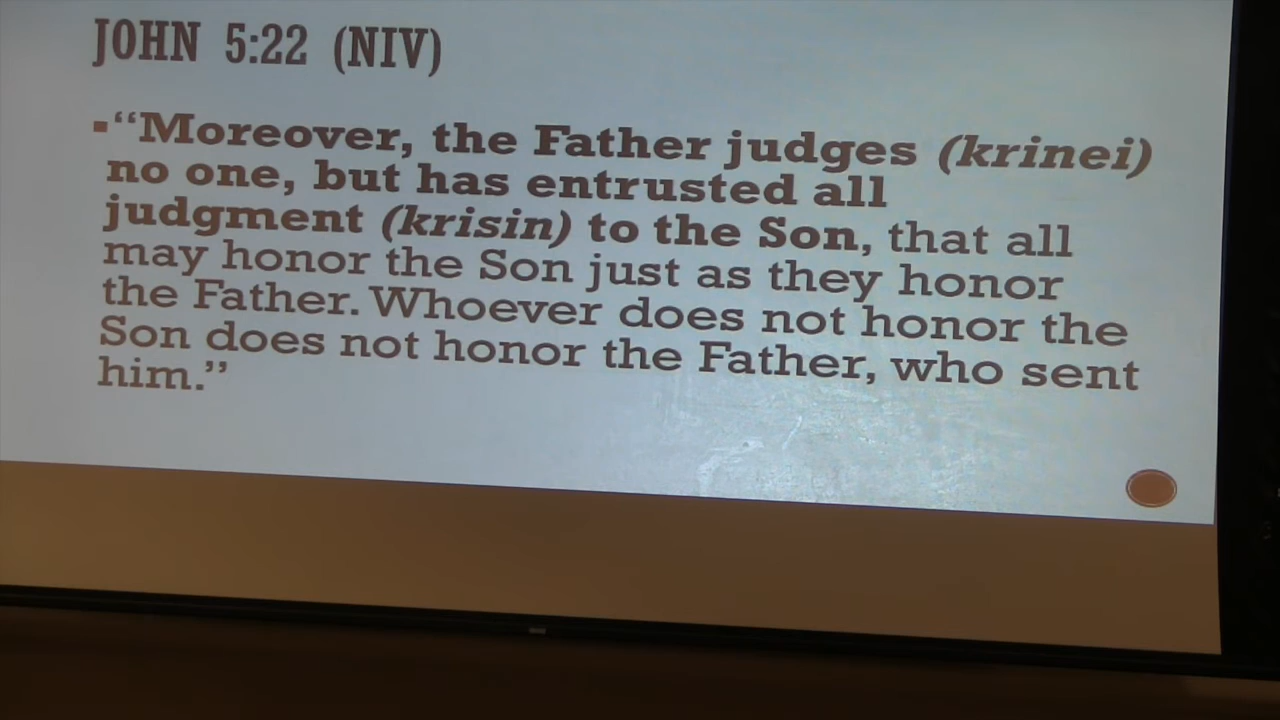 JOHN 5:22 (NIV)
▪“Moreover, the Father judges (krinei)
no one, but has entrusted all
judgment (krisin) to the Son, that all
may honor the Son just as they honor
the Father. Whoever does not honor the
Son does not honor the Father, who sent
him.”